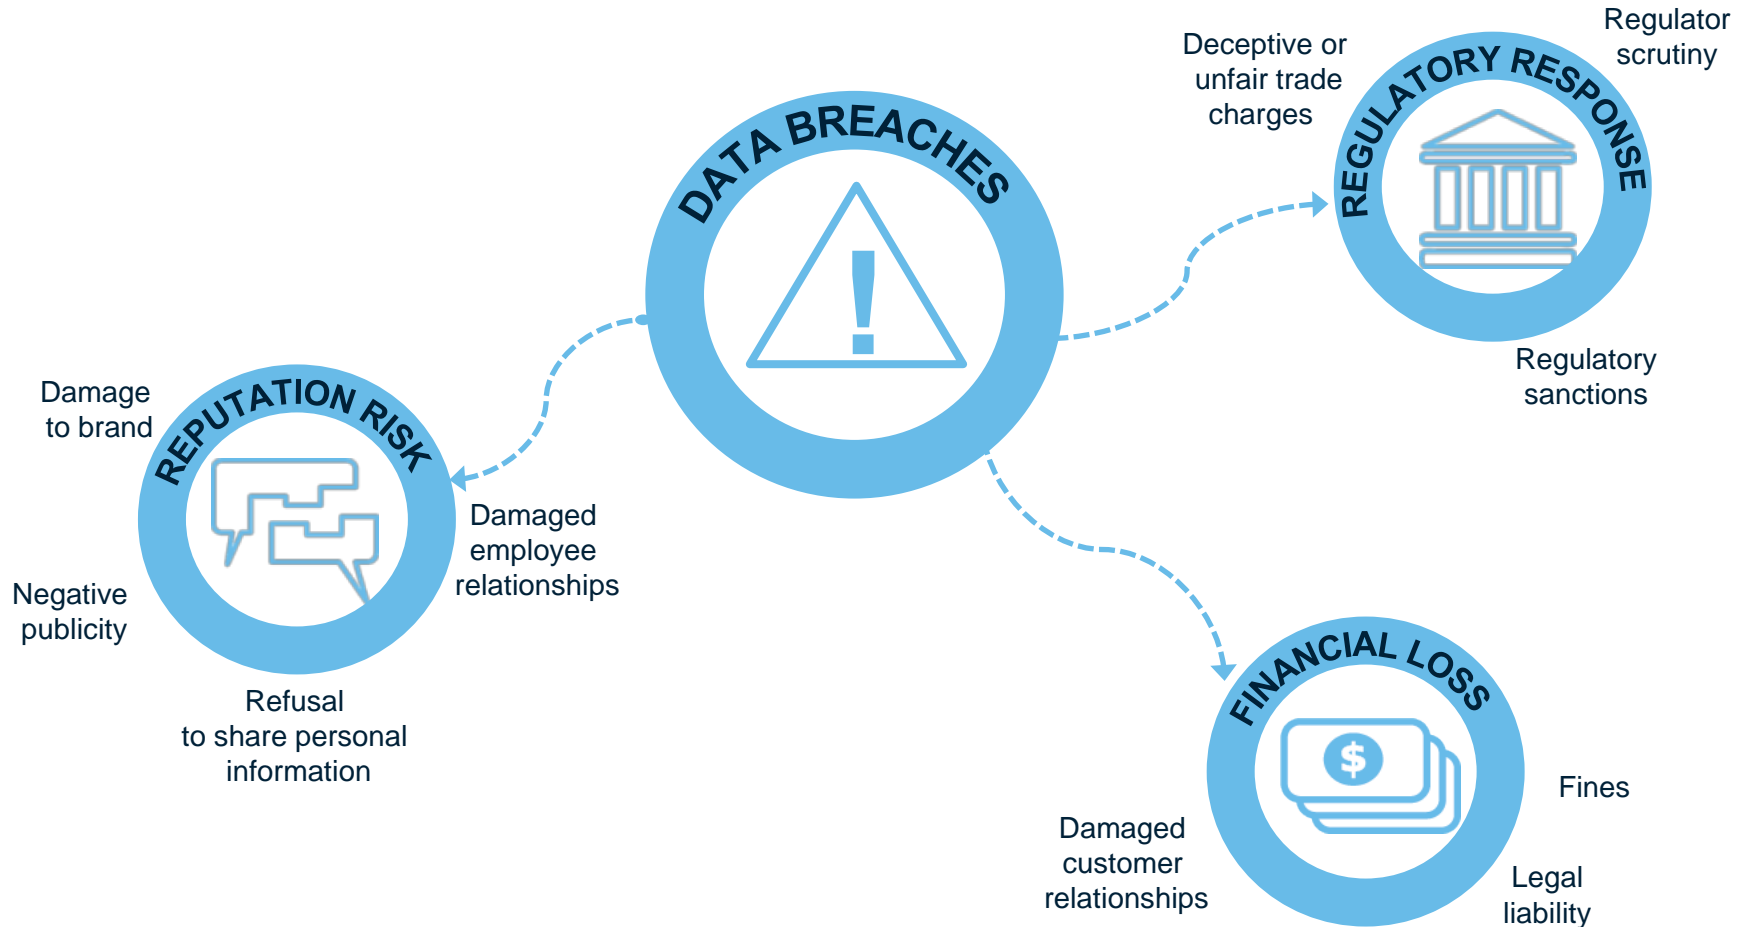 DATA BREACHES
!
Deceptive or
unfair trade
charges
Regulator
scrutiny
REGULATORY RESPONSE
Regulatory
sanctions
Damage
to brand
REPUTATION RISK
Damaged
employee
relationships
Negative
publicity
Refusal
to share personal
information
FINANCIAL LOSS
$
Fines
Damaged
customer
relationships
Legal
liability